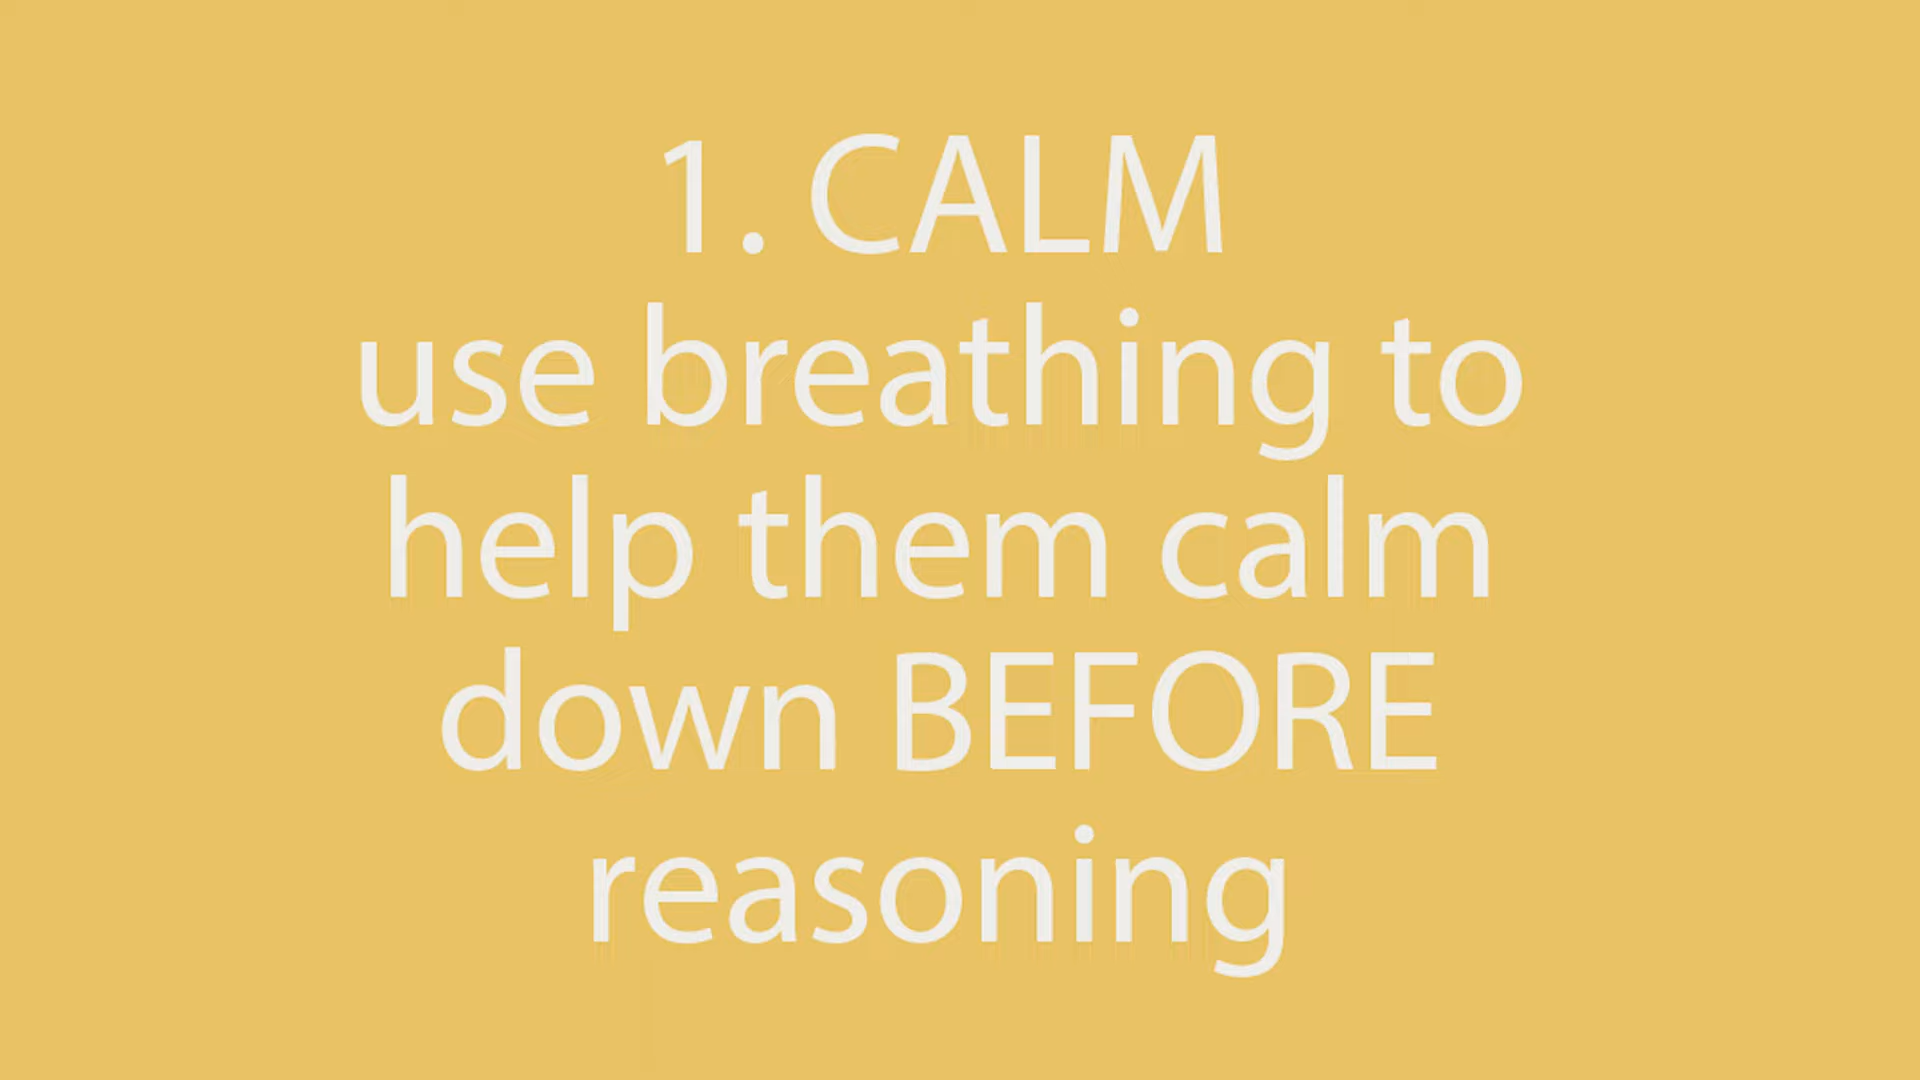 1. CALM
use breathing to
help them calm
down BEFORE
reasoning